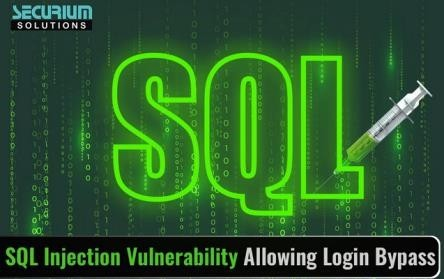 SECURIUM
SOLUTIONS
SQL
SQL Injection Vulnerability Allowing Login Bypass